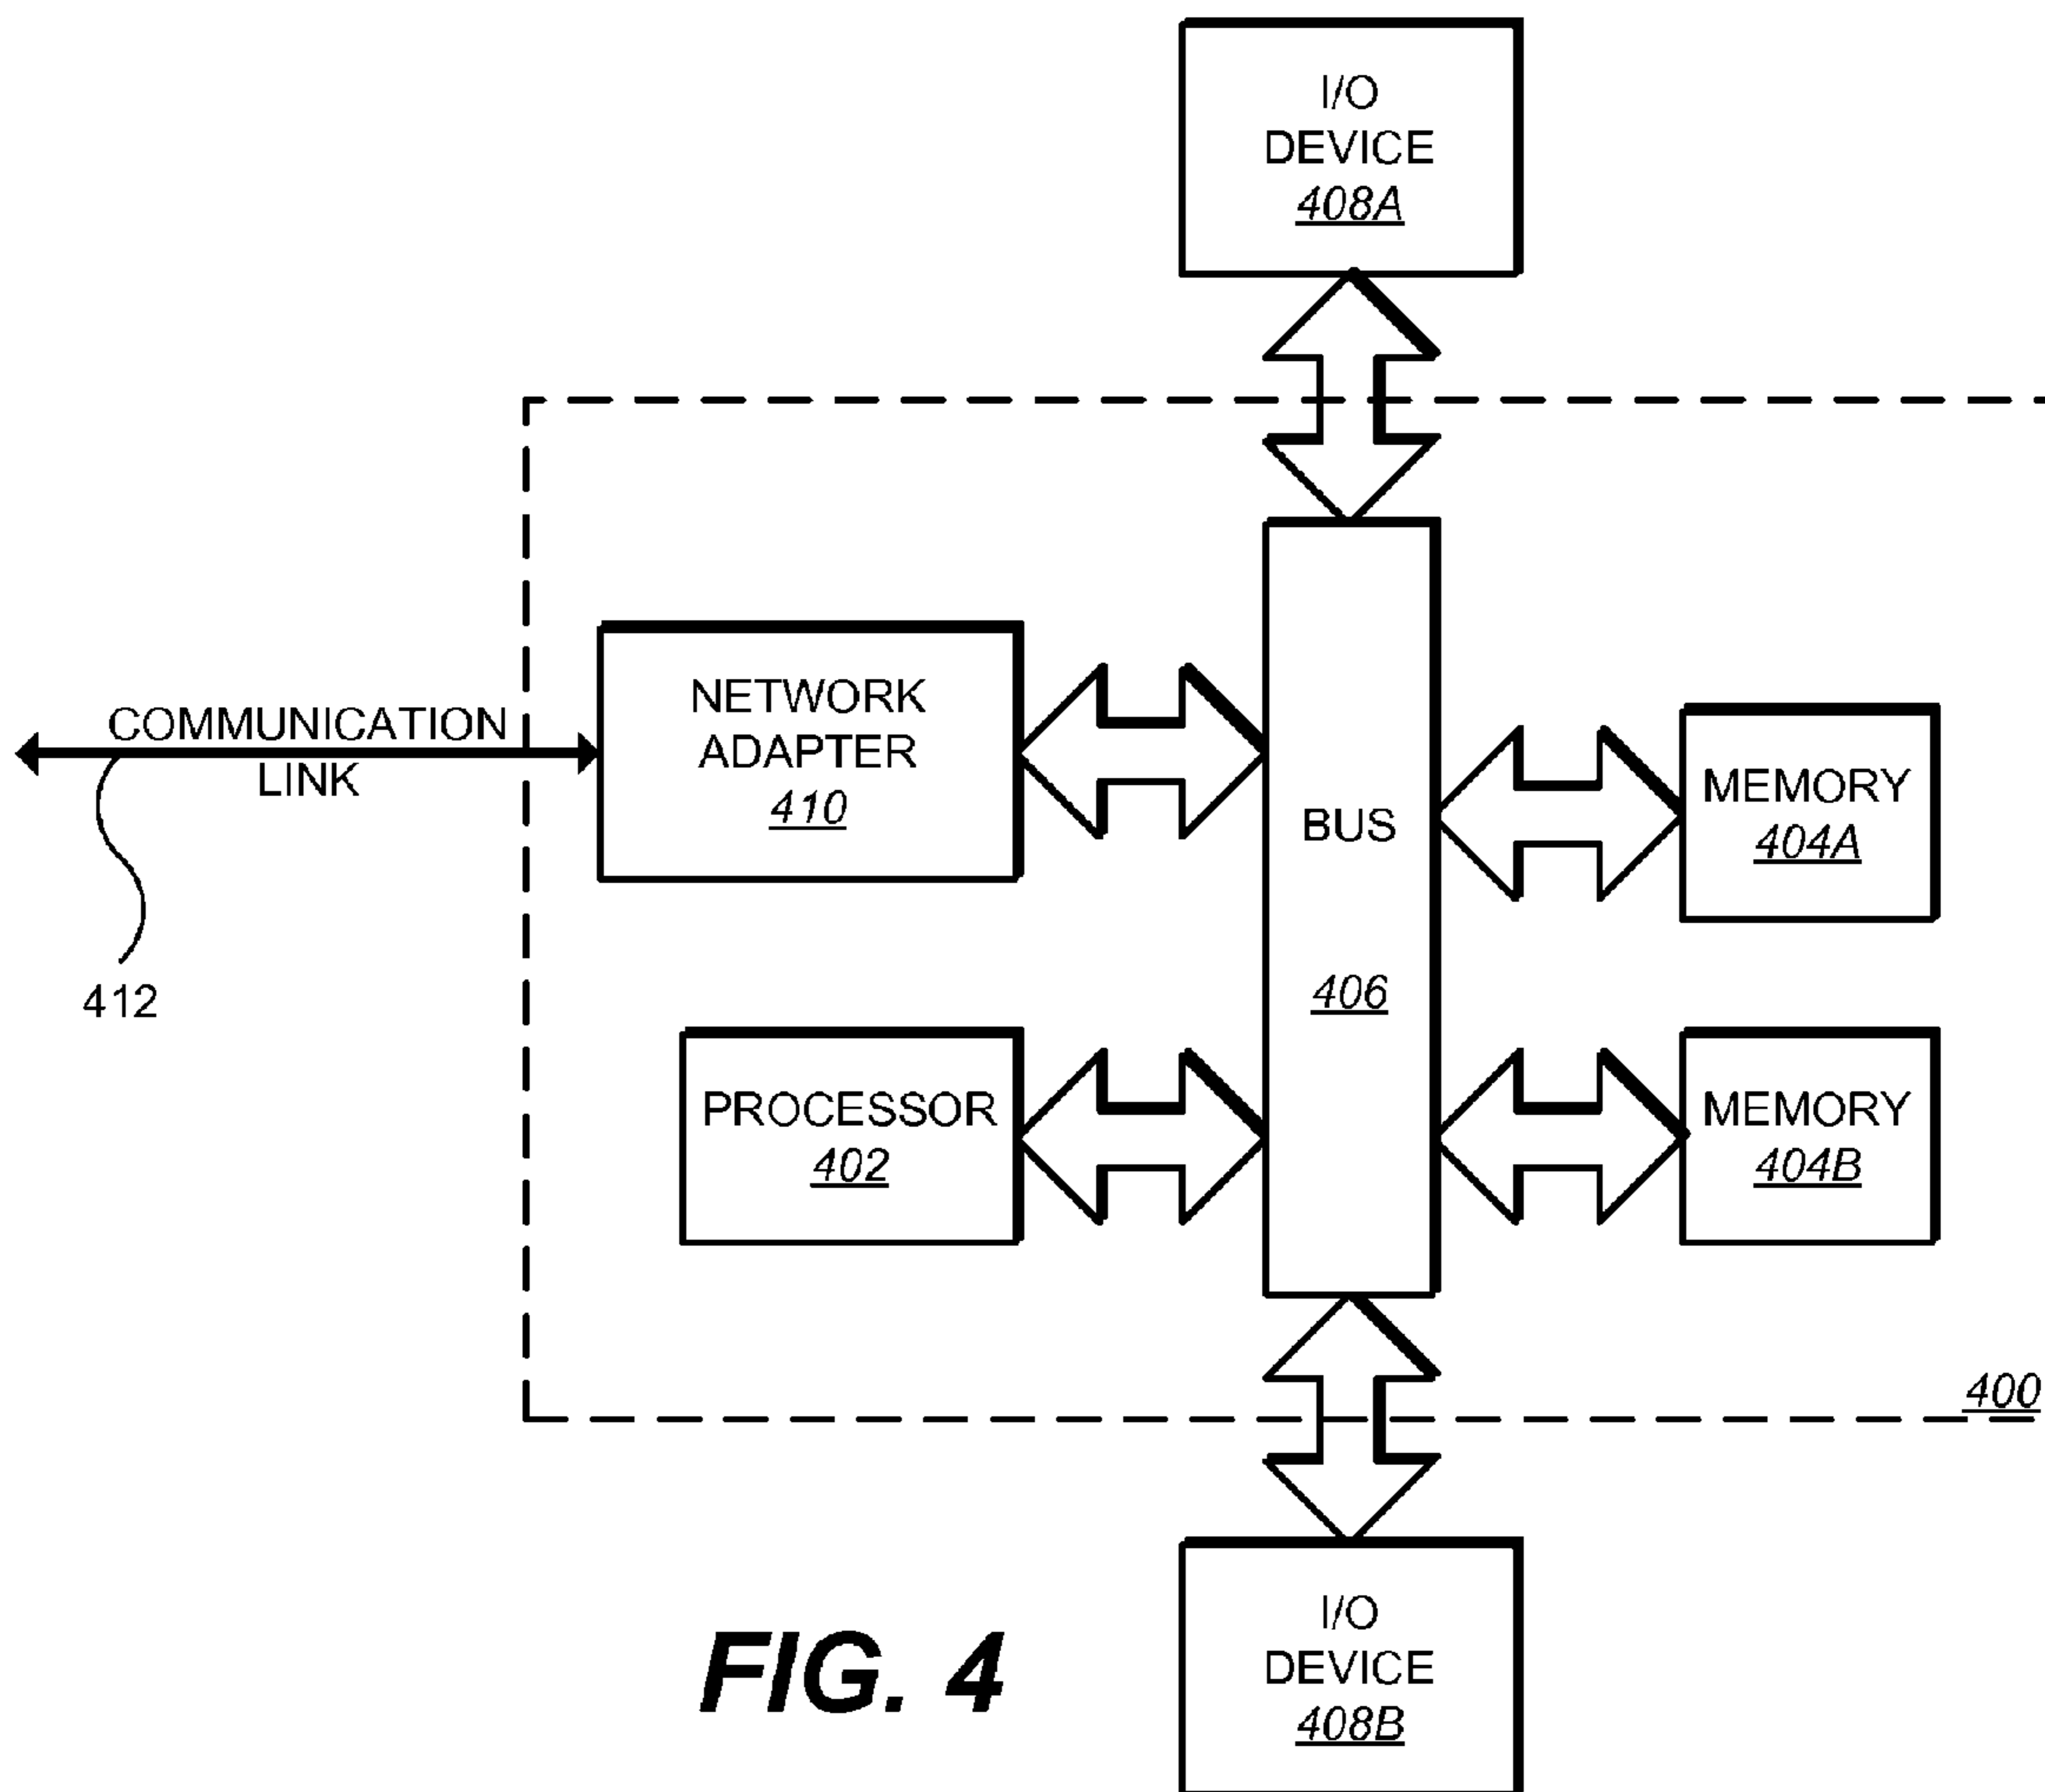 I/O
DEVICE
408A
NETWORK
ADAPTER
410
COMMUNICATION
LINK
412
BUS
406
MEMORY
404A
PROCESSOR
402
MEMORY
404B
400
I/O
DEVICE
408B
FIG. 4